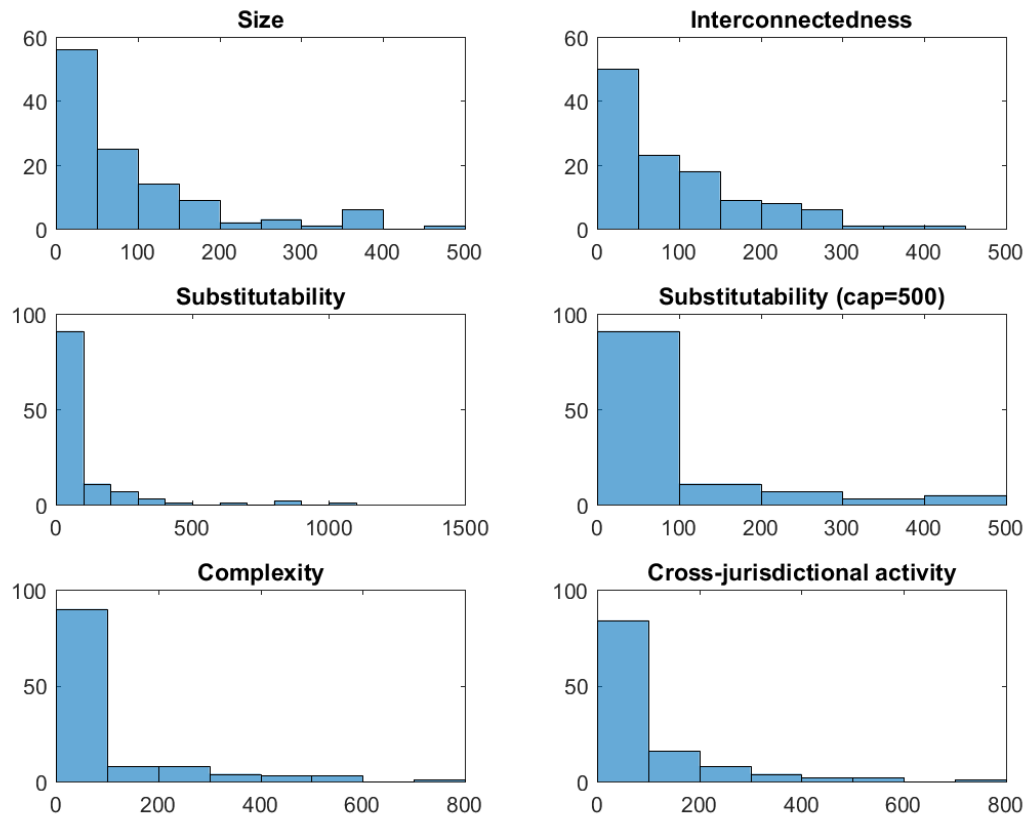 Size
60
40
20
0
0 100 200 300 400 500
Interconnectedness
60
40
20
0
0 100 200 300 400 500
Substitutability
100
50
0
0 500 1000 1500
Substitutability (cap=500)
100
50
0
0 100 200 300 400 500
Complexity
100
50
0
0 200 400 600 800
Cross-jurisdictional activity
100
50
0
0 200 400 600 800